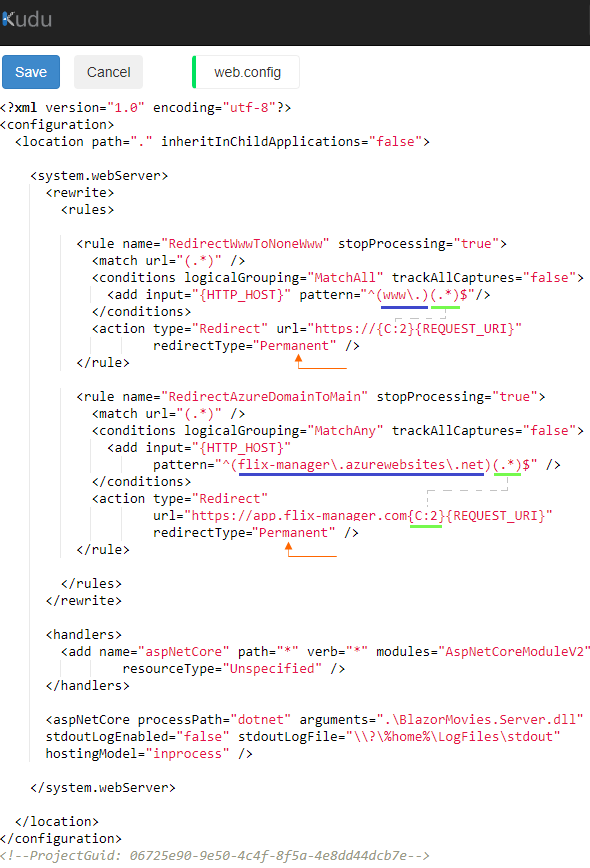 Kudu
Save Cancel web.config
<?xml version="1.0" encoding="utf-8"?>
<configuration>
<location path="." inheritInChildApplications="false">
<system.webServer>
<rewrite>
<rules>
<rule name="RedirectWwwToNoneWww" stopProcessing="true">
<match url="(.*)" />
<conditions logicalGrouping="MatchAll" trackAllCaptures="false">
<add input="{HTTP_HOST}" pattern="^(www\.)(.*)$"/>
</conditions>
<action type="Redirect" url="https://{C:2}{REQUEST_URI}"
redirectType="Permanent" />
</rule>
<rule name="RedirectAzureDomainToMain" stopProcessing="true">
<match url="(.*)" />
<conditions logicalGrouping="MatchAny" trackAllCaptures="false">
<add input="{HTTP_HOST}"
pattern="^(flix-manager\.azurewebsites\.net)(.*)$" />
</conditions>
<action type="Redirect"
url="https://app.flix-manager.com{C:2}{REQUEST_URI}"
redirectType="Permanent" />
</rule>
</rules>
</rewrite>
<handlers>
<add name="aspNetCore" path="*" verb="*" modules="AspNetCoreModuleV2"
resourceType="Unspecified" />
</handlers>
<aspNetCore processPath="dotnet" arguments=".\BlazorMovies.Server.dll"
stdoutLogEnabled="false" stdoutLogFile="\\?\%home%\LogFiles\stdout"
hostingModel="inprocess" />
</system.webServer>
</location>
</configuration>
<!--ProjectGuid: 06725e90-9e50-4c4f-8f5a-4e8dd44dcb7e-->